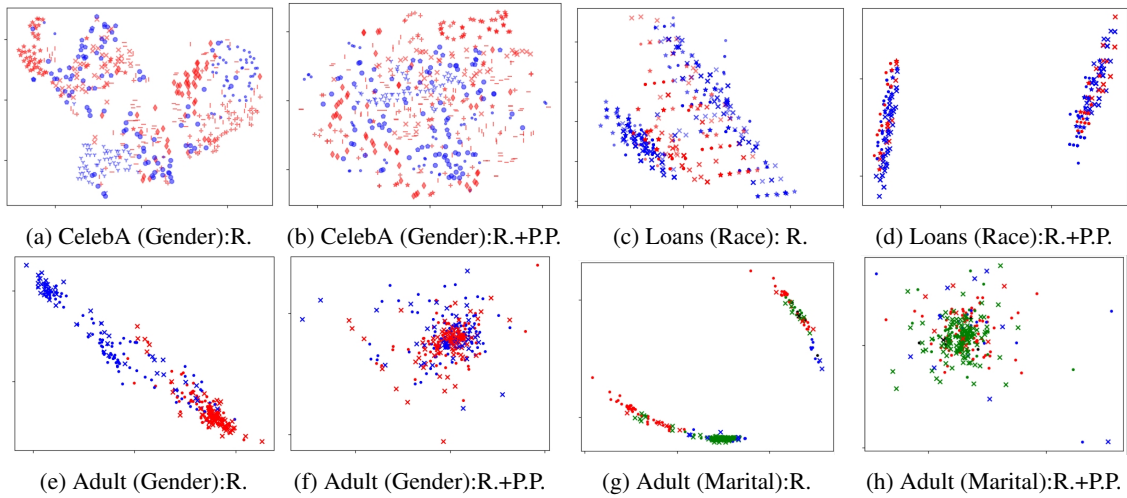 (a) CelebA (Gender):R.
(b) CelebA (Gender):R.+P.P.
(c) Loans (Race): R.
(d) Loans (Race):R.+P.P.
(e) Adult (Gender):R.
(f) Adult (Gender):R.+P.P.
(g) Adult (Marital):R.
(h) Adult (Marital):R.+P.P.